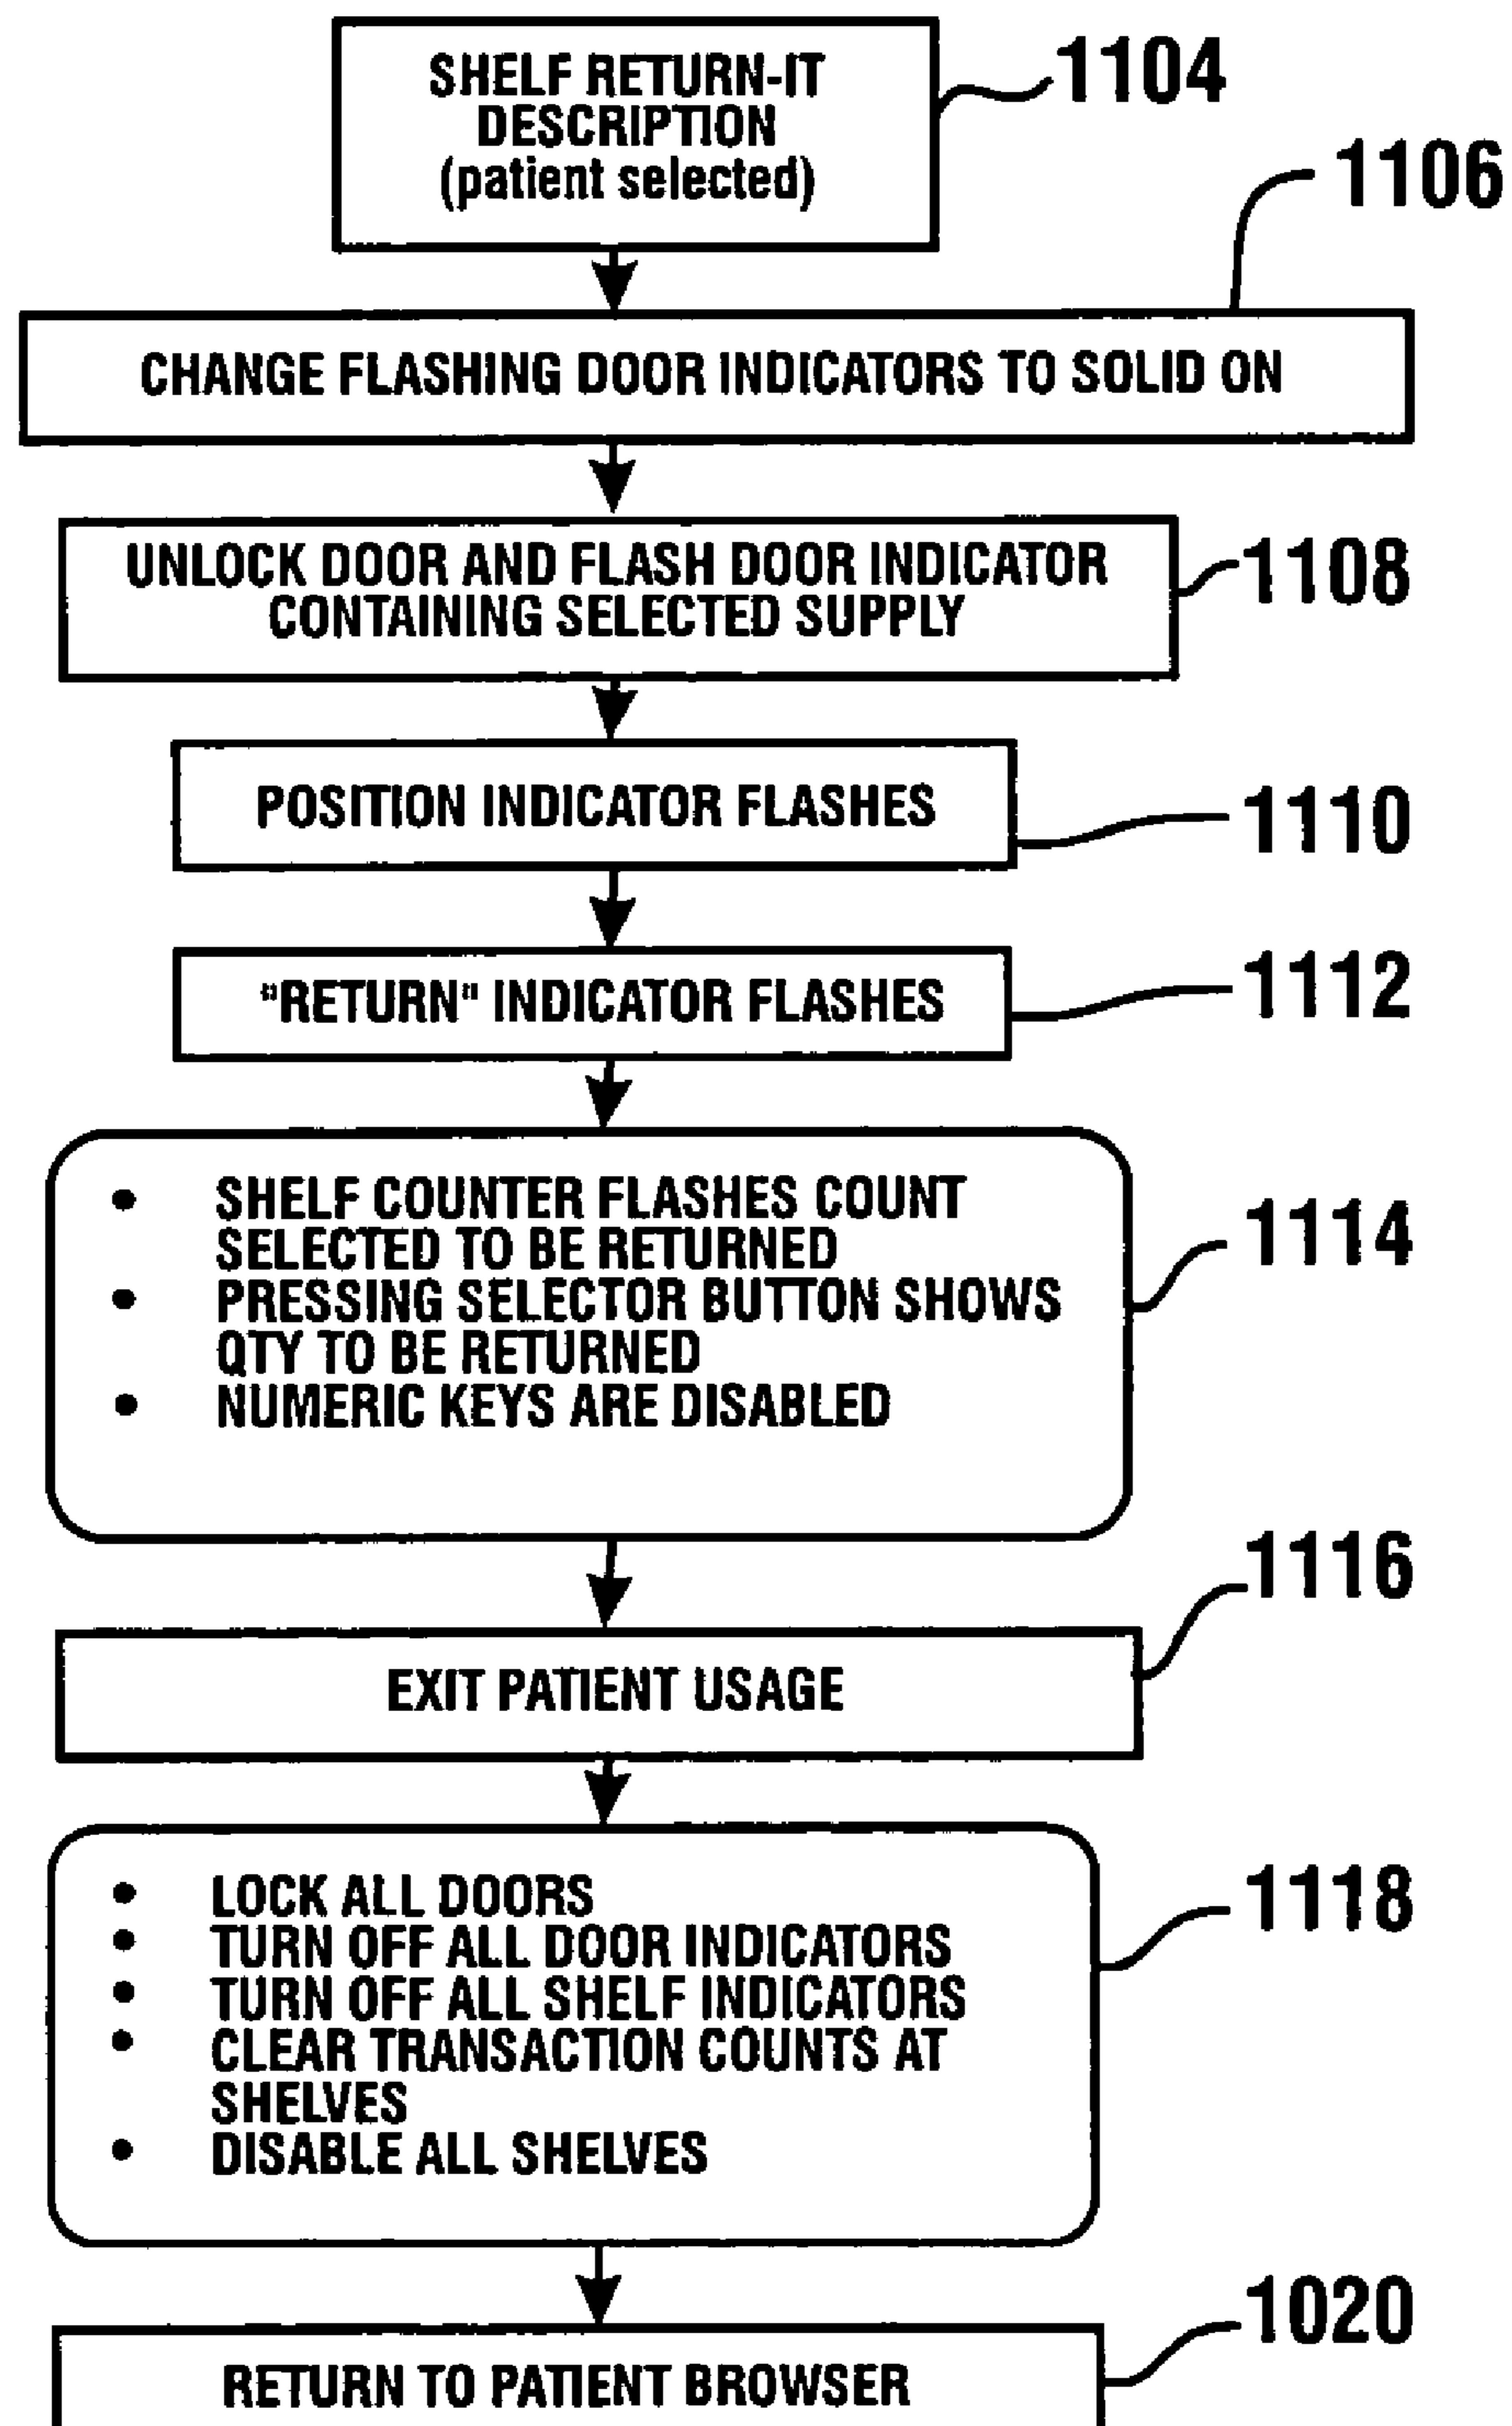 SHELF RETURN-IT
DESCRIPTION
(patient selected)
1104
1106
CHANGE FLASHING DOOR INDICATORS TO SOLID ON
UNLOCK DOOR AND FLASH DOOR INDICATOR
CONTAINING SELECTED SUPPLY
1108
POSITION INDICATOR FLASHES
1110
"RETURN" INDICATOR FLASHES
1112
• SHELF COUNTER FLASHES COUNT
SELECTED TO BE RETURNED
• PRESSING SELECTOR BUTTON SHOWS
QTY TO BE RETURNED
• NUMERIC KEYS ARE DISABLED
1114
EXIT PATIENT USAGE
1116
• LOCK ALL DOORS
• TURN OFF ALL DOOR INDICATORS
• TURN OFF ALL SHELF INDICATORS
• CLEAR TRANSACTION COUNTS AT
SHELVES
• DISABLE ALL SHELVES
1118
RETURN TO PATIENT BROWSER
1020